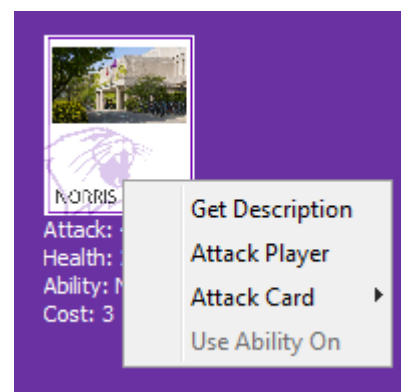 NORRIS
Attack:
Health:
Ability: N
Cost: 3
Get Description
Attack Player
Attack Card
Use Ability On